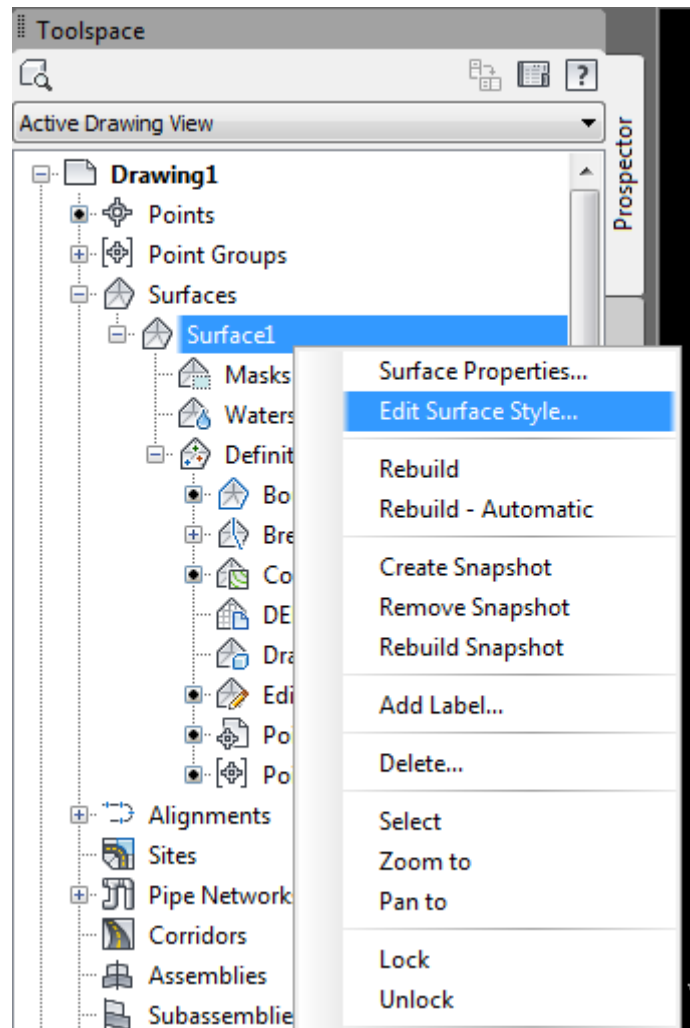 Toolspace
?
Active Drawing View
Prospector
Drawing1
Points
Point Groups
Surfaces
Surface1
Masks
Waters
Definit
Bo
Bre
Co
DE
Dra
Edi
Po
Po
Alignments
Sites
Pipe Network
Corridors
Assemblies
Subassemblie
Surface Properties...
Edit Surface Style...
Rebuild
Rebuild - Automatic
Create Snapshot
Remove Snapshot
Rebuild Snapshot
Add Label...
Delete...
Select
Zoom to
Pan to
Lock
Unlock